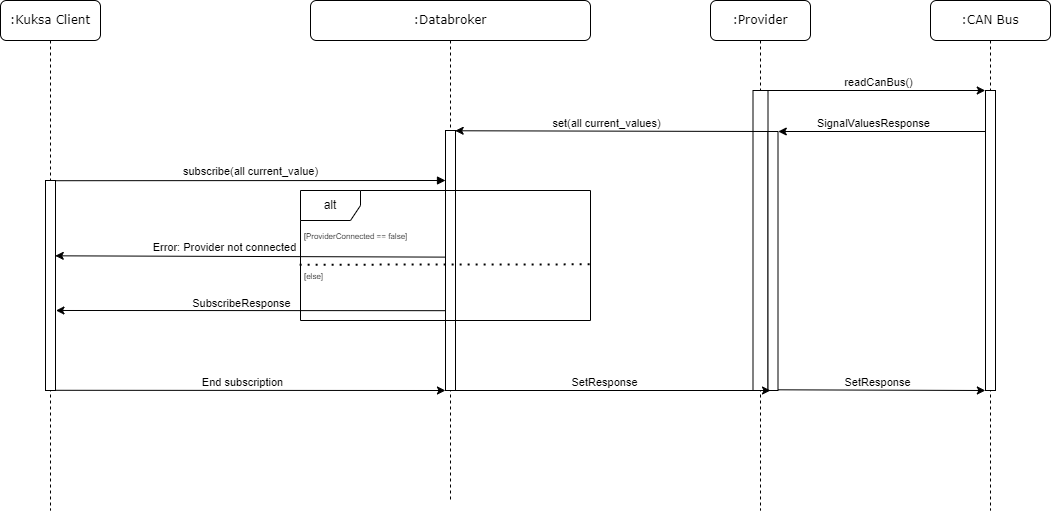 :Kuksa Client
:Databroker
:Provider
:CAN Bus
readCanBus()
set(all current_values)
SignalValuesResponse
subscribe(all current_value)
alt
[ProviderConnected == false]
Error: Provider not connected
[else]
SubscribeResponse
End subscription
SetResponse
SetResponse